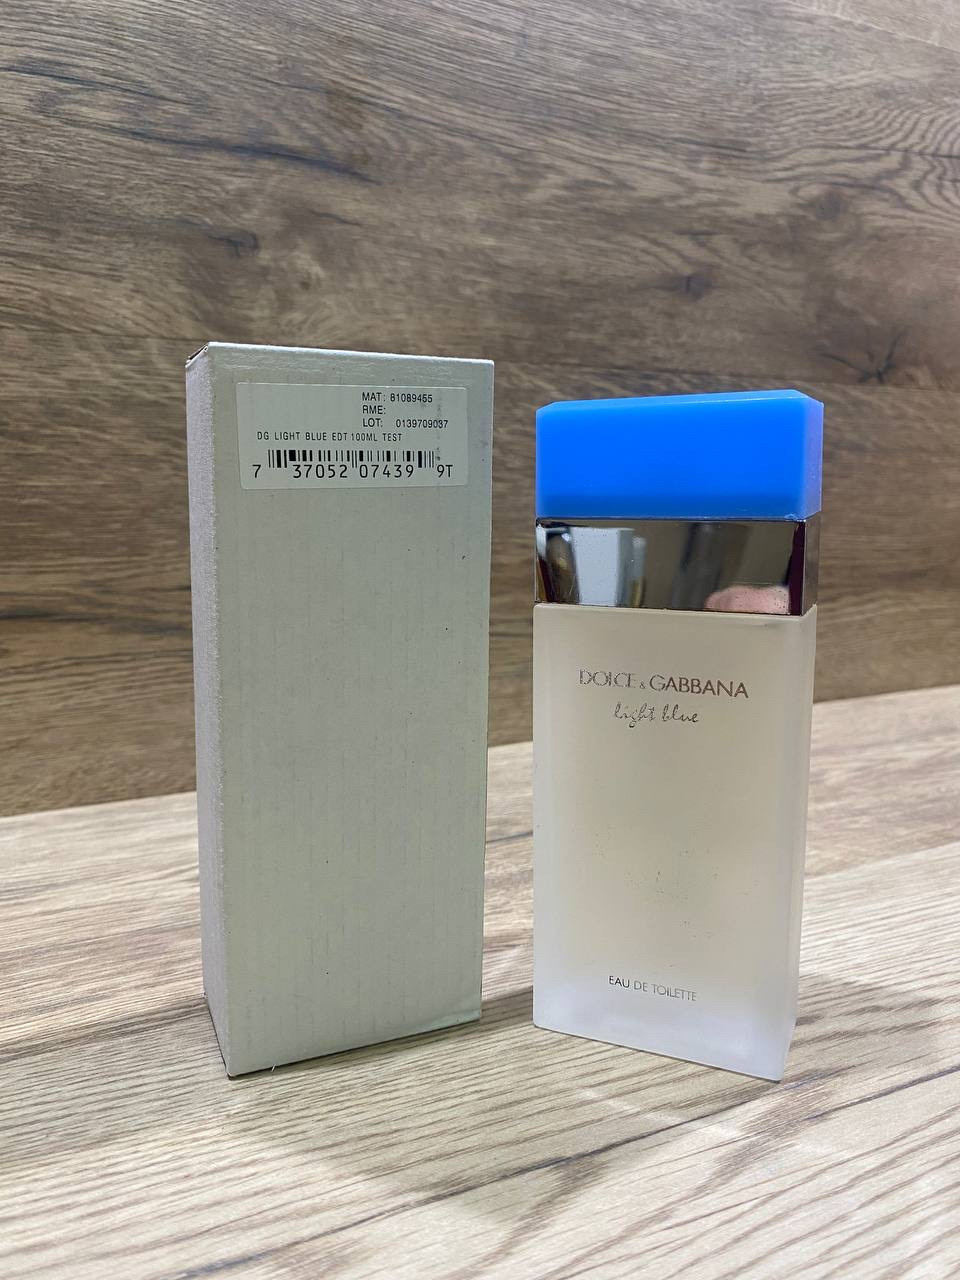 MAT: 81089455
RME:
LOT: 0139709037
DG LIGHT BLUE EDT 100ML TEST
7 37052 07439 9T
DOLCE & GABBANA
light blue
EAU DE TOILETTE